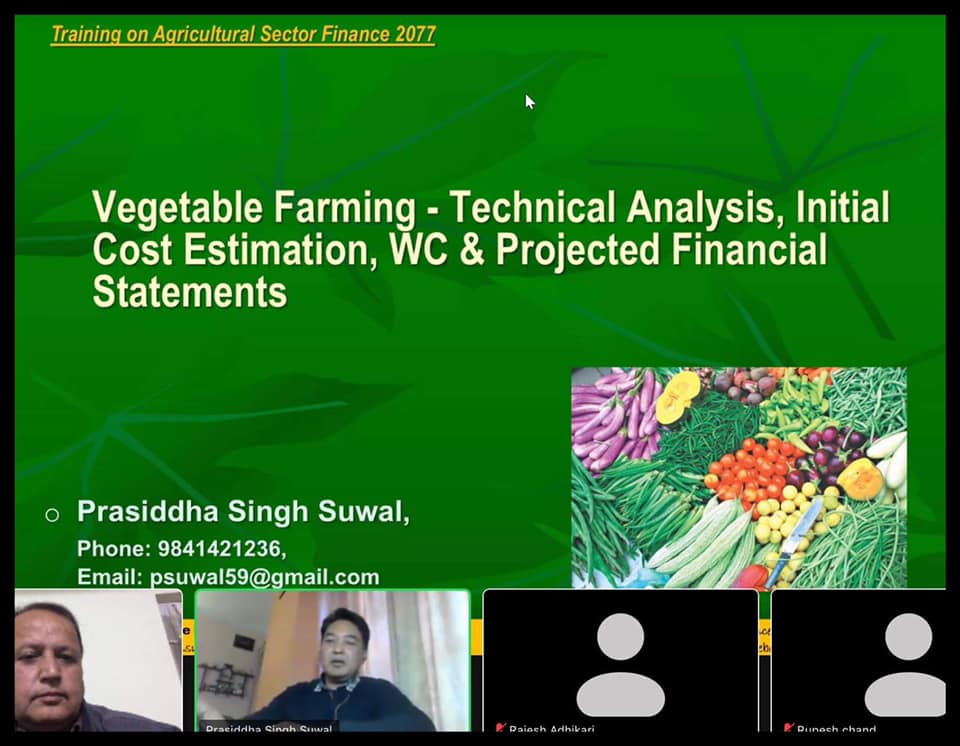 Training on Agricultural Sector Finance 2077
Vegetable Farming - Technical Analysis, Initial
Cost Estimation, WC & Projected Financial
Statements
Prasiddha Singh Suwal,
Phone: 9841421236,
Email: psuwal59@gmail.com
Prasiddha Singh Suwal
Rajesh Adhikari
Rupesh chand